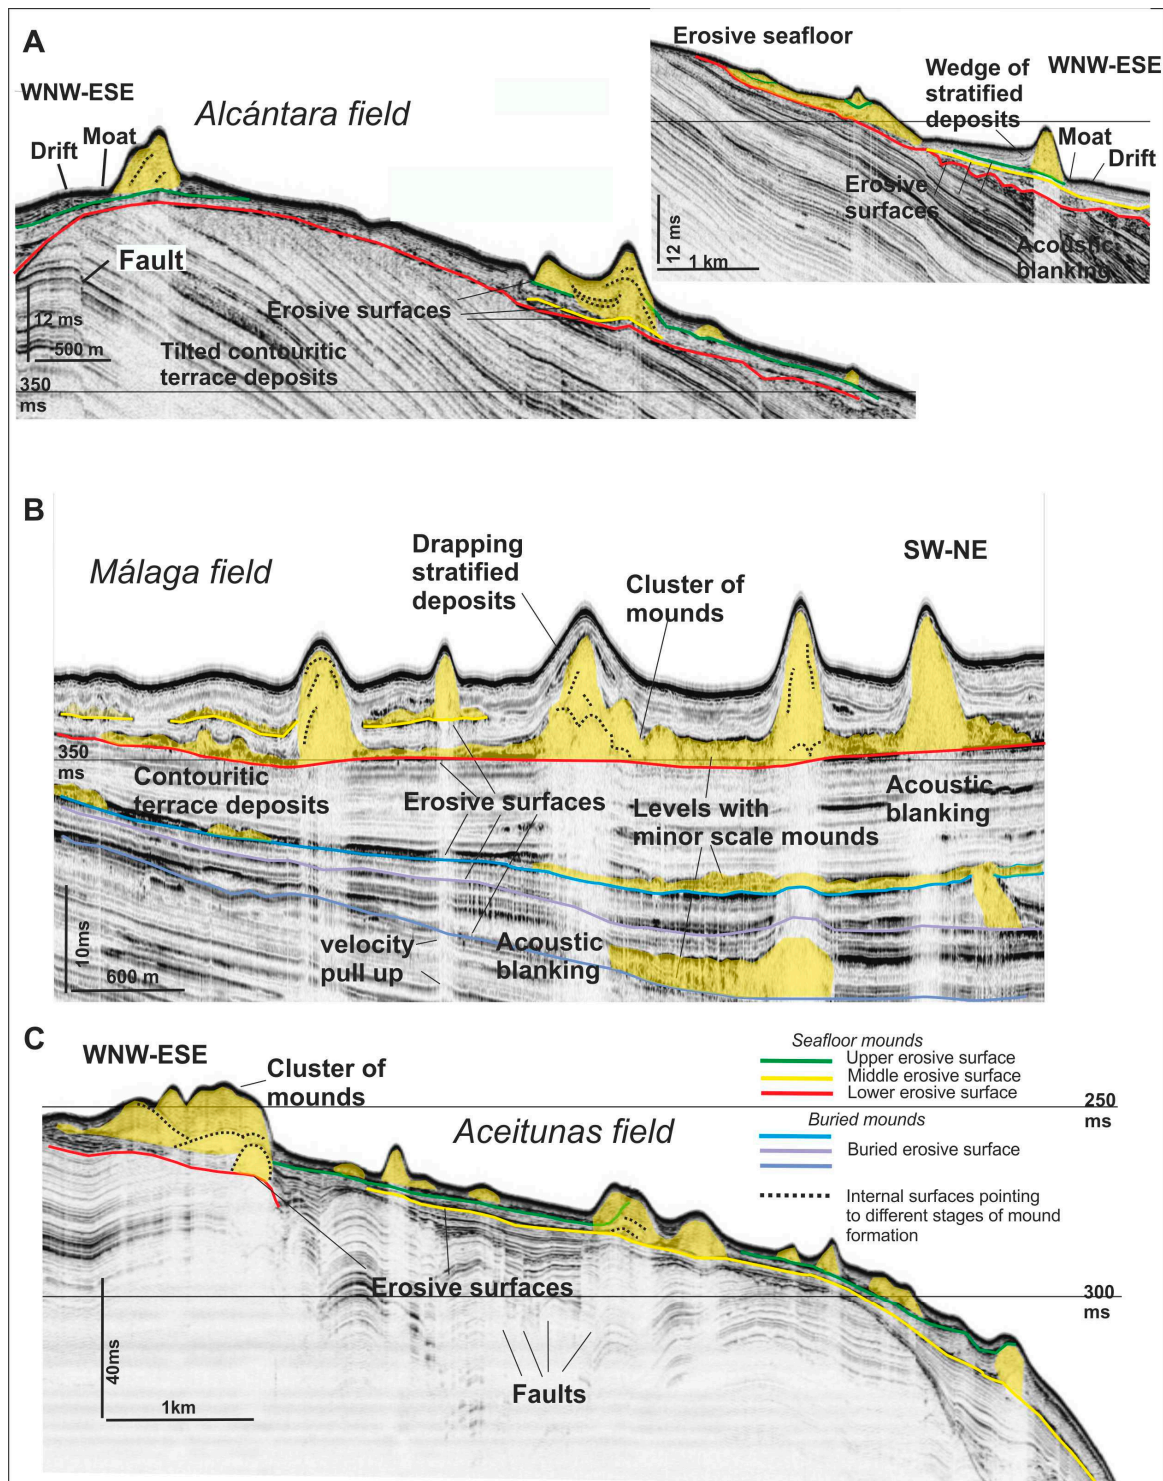 A
WNW-ESE
Alcántara field
Drift
Moat
Fault
12 ms
500 m
Erosive surfaces
Tilted contouritic
terrace deposits
350
ms
Erosive seafloor
WNW-ESE
Wedge of
stratified
deposits
Moat
Drift
Erosive
surfaces
Acoustic
blanking
12 ms
1 km
B
Málaga field
Drapping
stratified
deposits
SW-NE
Cluster of
mounds
350
ms
Contouritic
terrace deposits
Erosive surfaces
Levels with
minor scale mounds
Acoustic
blanking
velocity
pull up
Acoustic
blanking
10ms
600 m
C
WNW-ESE
Cluster of
mounds
Aceitunas field
Seafloor mounds
Upper erosive surface
Middle erosive surface
Lower erosive surface
Buried mounds
Buried erosive surface
Internal surfaces pointing
to different stages of mound
formation
250
ms
Erosive surfaces
300
ms
Faults
40ms
1km